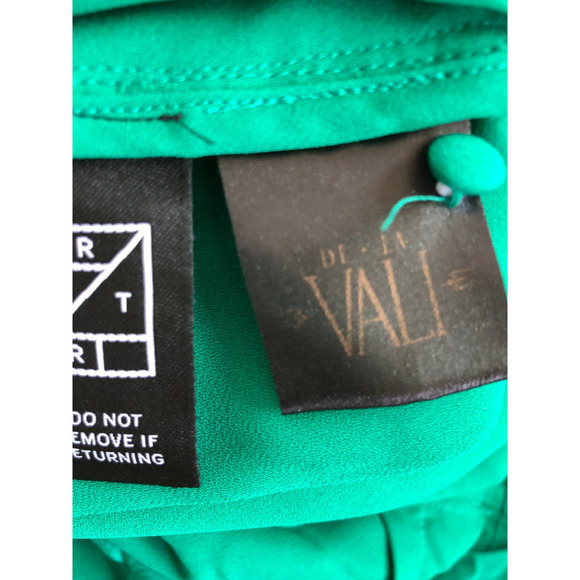 R
T
R
DO NOT
EMOVE IF
ETURNING
DE·LA
VALI